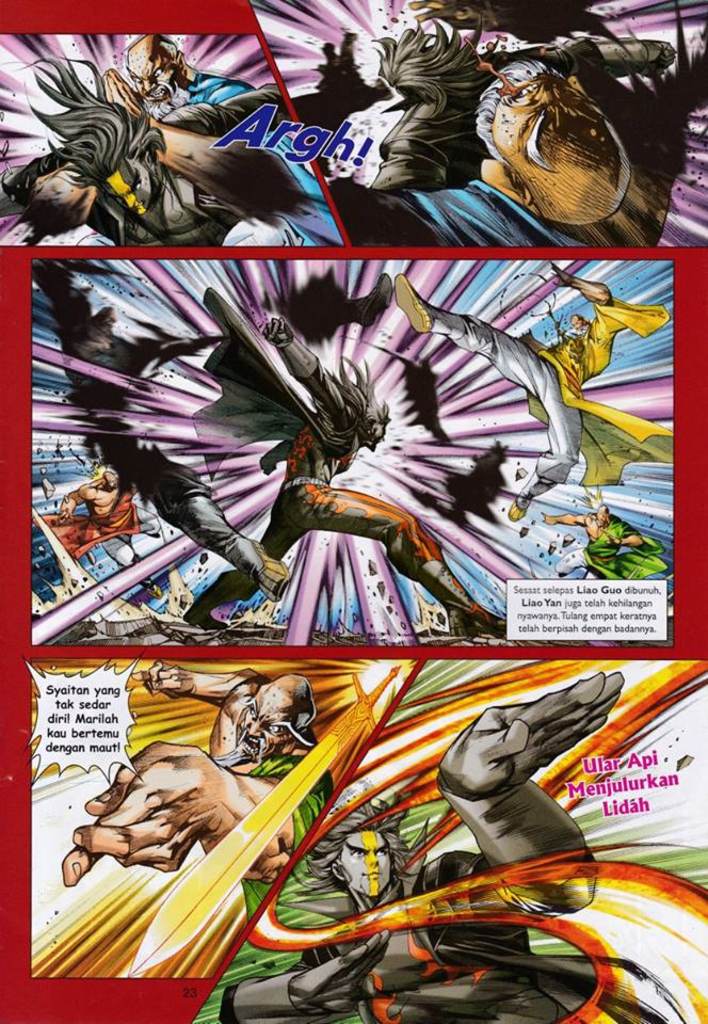 Argh!
Sesaat selepas Liao Guo dibunuh,
Liao Yan juga telah kehilangan
nyawanya. Tulang empat keratnya
telah berpisah dengan badannya.
Syaitan yang
tak sedar
diri! Marilah
kau bertemu
dengan maut!
Ular Api
Menjulurkan
Lidah
23